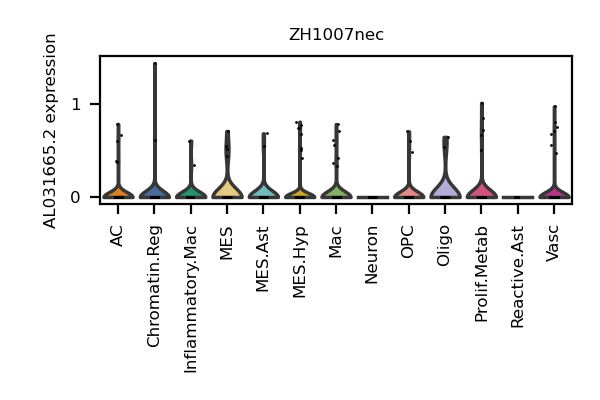 ZH1007nec
AL031665.2 expression
1
0
AC
Chromatin.Reg
Inflammatory.Mac
MES
MES.Ast
MES.Hyp
Mac
Neuron
OPC
Oligo
Prolif.Metab
Reactive.Ast
Vasc